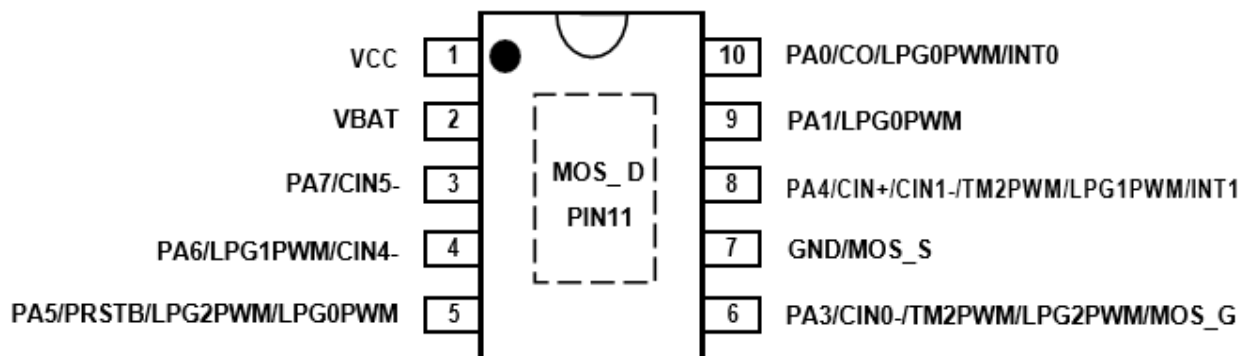 VCC 1 10 PA0/CO/LPG0PWM/INT0
VBAT 2 9 PA1/LPG0PWM
PA7/CIN5- 3 MOS_ D 8 PA4/CIN+/CIN1-/TM2PWM/LPG1PWM/INT1
PIN11
PA6/LPG1PWM/CIN4- 4 7 GND/MOS_S
PA5/PRSTB/LPG2PWM/LPG0PWM 5 6 PA3/CIN0-/TM2PWM/LPG2PWM/MOS_G